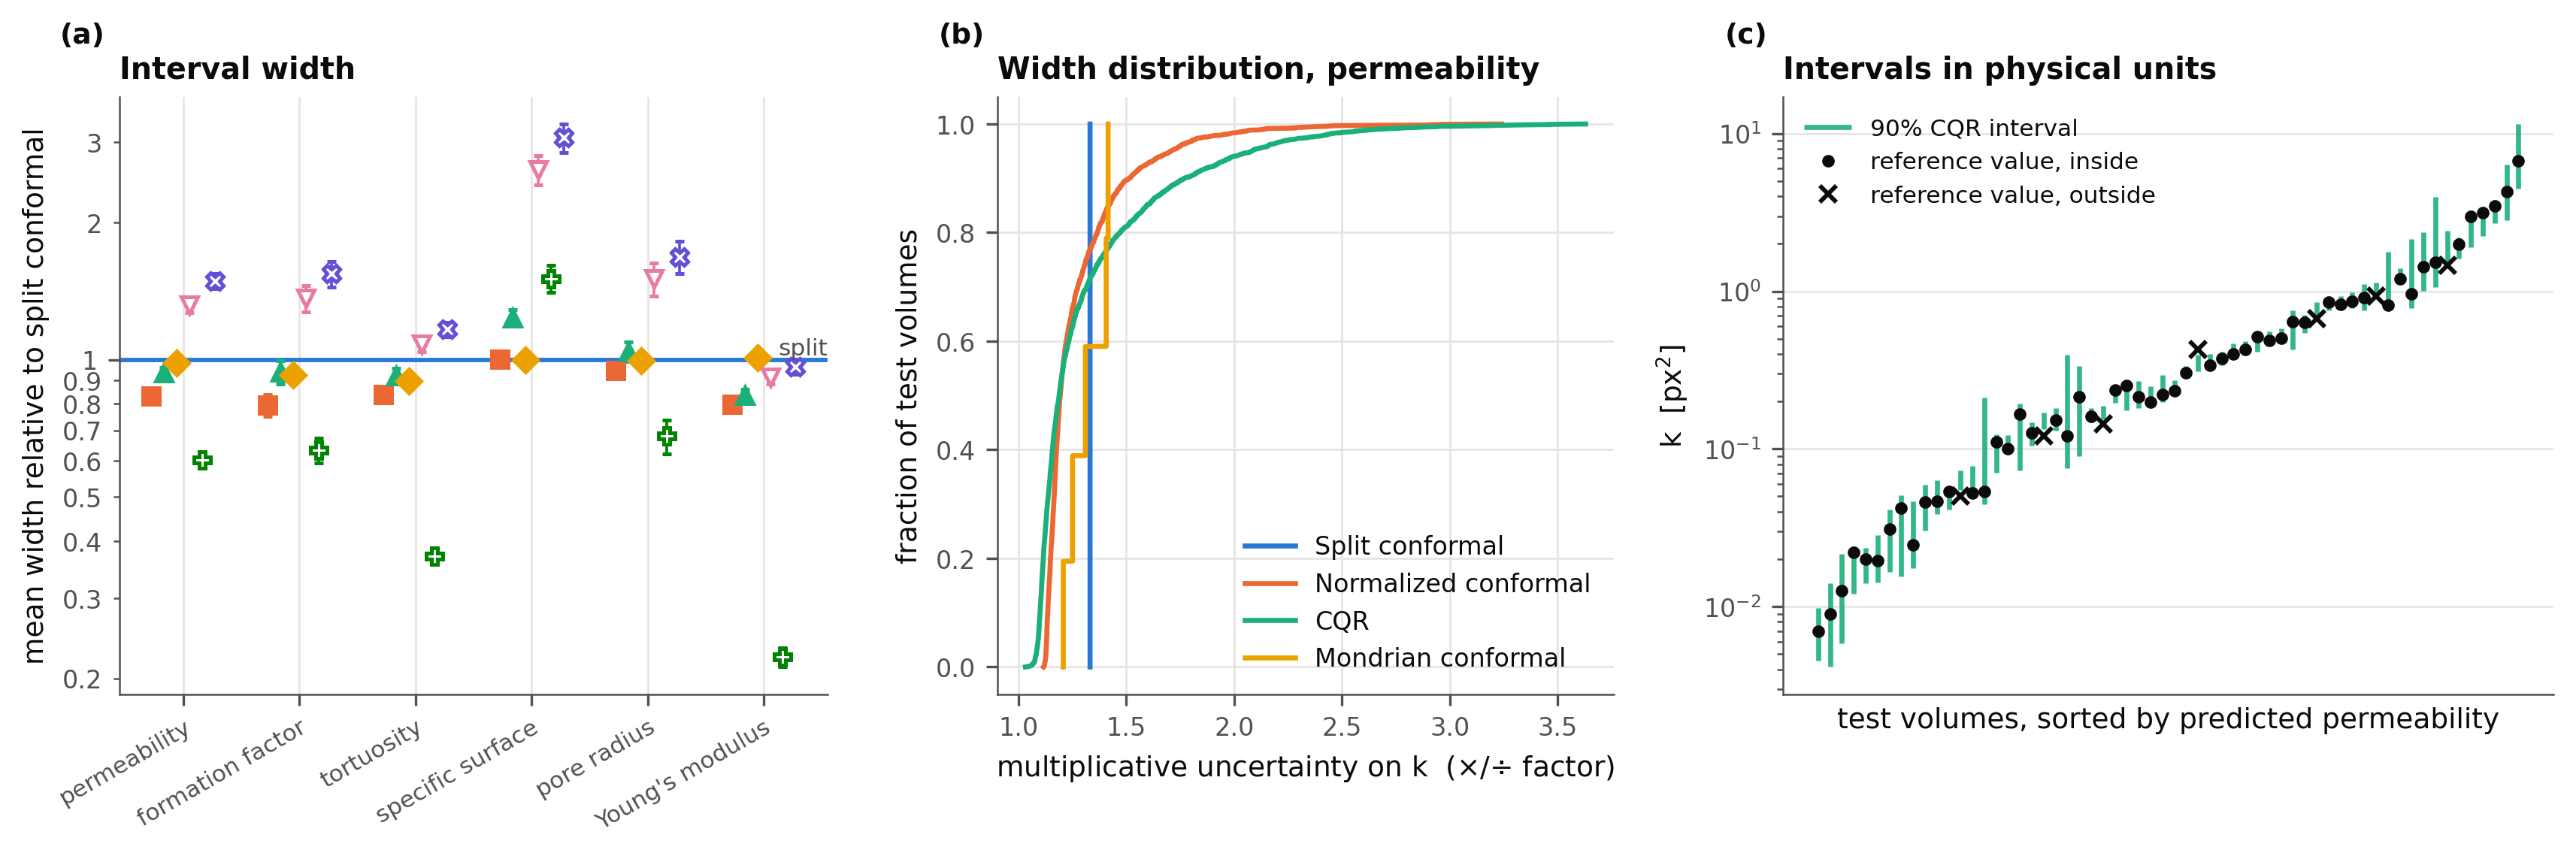 (a)
Interval width
mean width relative to split conformal
3
2
1
0.9
0.8
0.7
0.6
0.5
0.4
0.3
0.2
split
permeability
formation factor
tortuosity
specific surface
pore radius
Young's modulus
(b)
Width distribution, permeability
fraction of test volumes
1.0
0.8
0.6
0.4
0.2
0.0
Split conformal
Normalized conformal
CQR
Mondrian conformal
1.0 1.5 2.0 2.5 3.0 3.5
multiplicative uncertainty on k (×/÷ factor)
(c)
Intervals in physical units
k [px²]
10¹
10⁰
10⁻¹
10⁻²
90% CQR interval
reference value, inside
reference value, outside
test volumes, sorted by predicted permeability